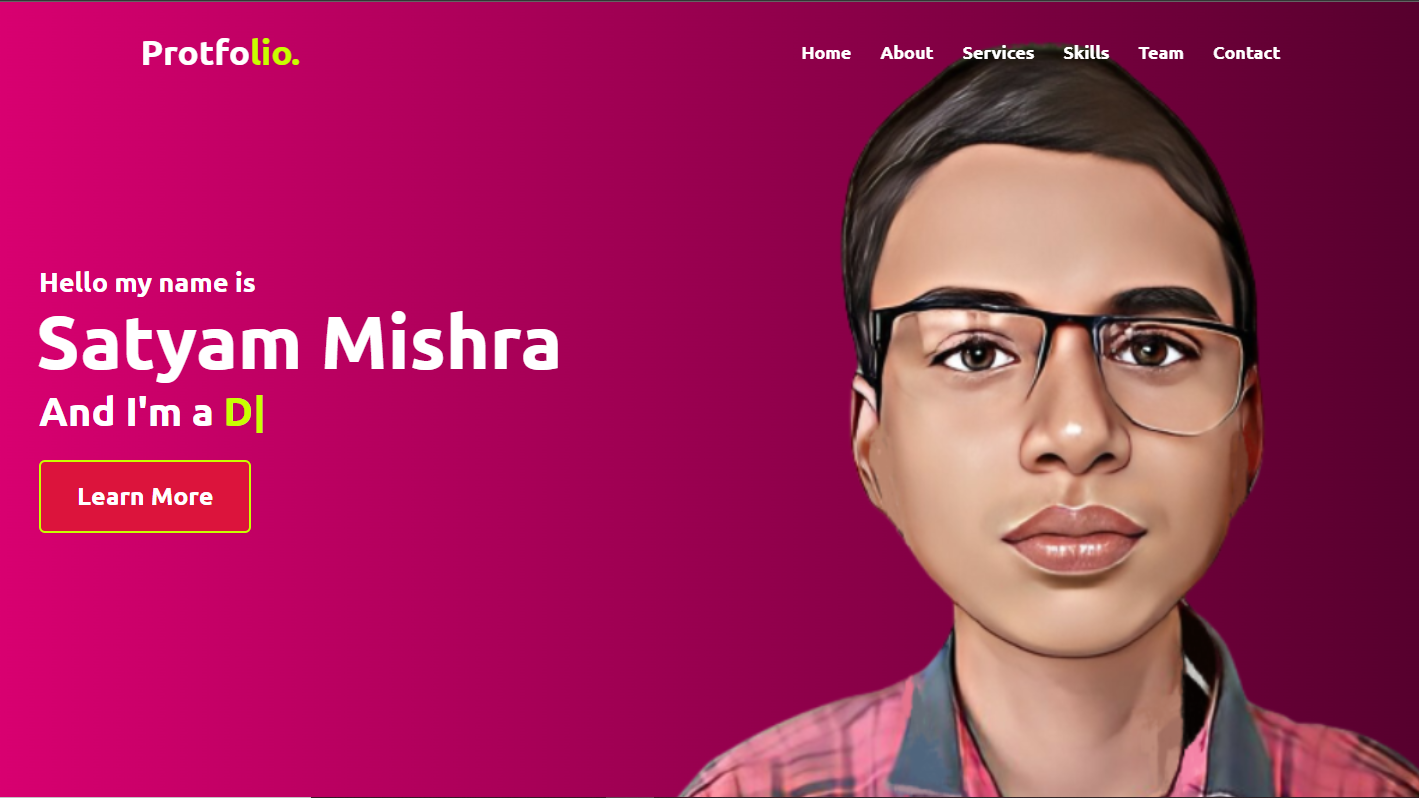 Protfolio.
Home About Services Skills Team Contact
Hello my name is
Satyam Mishra
And I'm a D|
Learn More